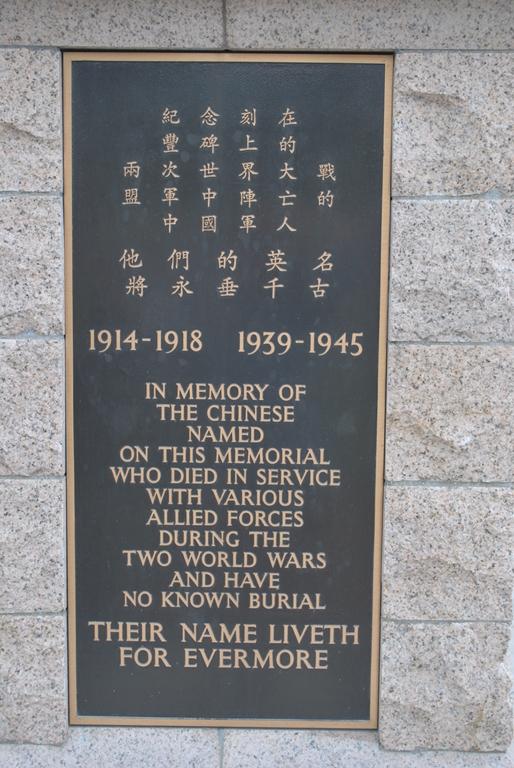 紀念刻在
豐碑上的
兩次世界大戰
盟軍中陣亡的
中國軍人
他們的英名
將永垂千古
1914-1918 1939-1945
IN MEMORY OF
THE CHINESE
NAMED
ON THIS MEMORIAL
WHO DIED IN SERVICE
WITH VARIOUS
ALLIED FORCES
DURING THE
TWO WORLD WARS
AND HAVE
NO KNOWN BURIAL
THEIR NAME LIVETH
FOR EVERMORE